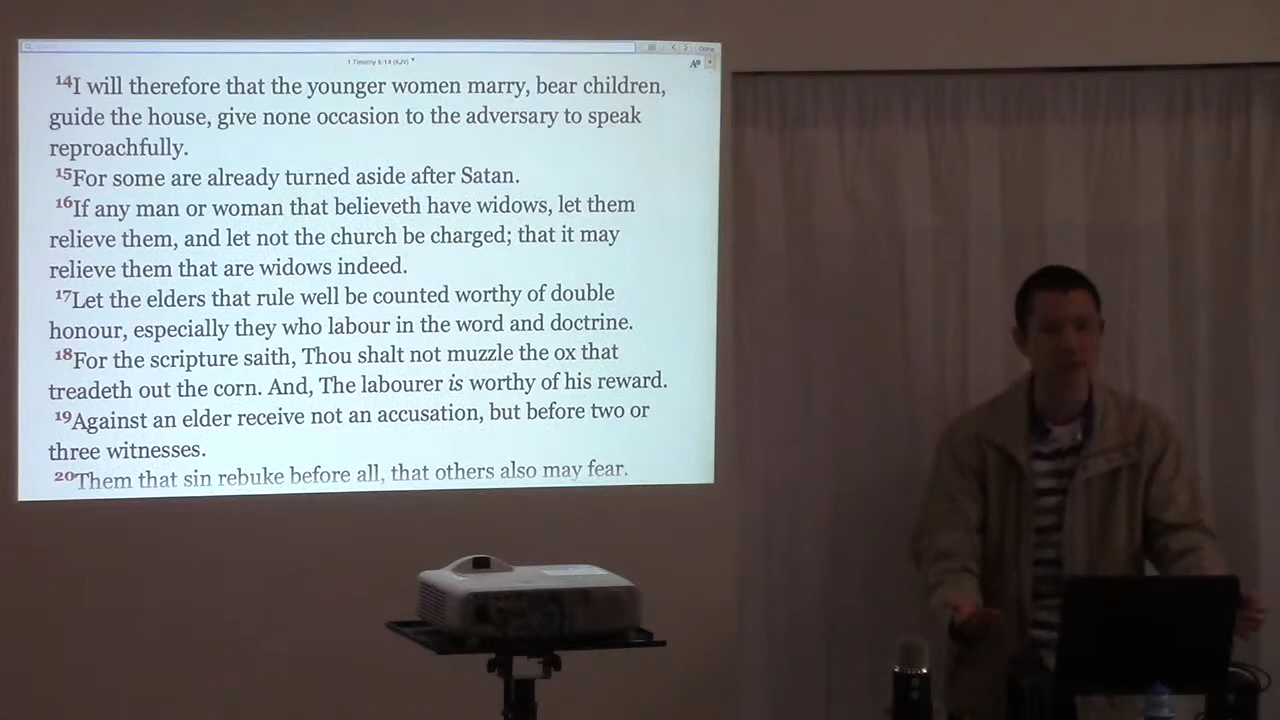 1 Timothy 5:14 (KJV)
14I will therefore that the younger women marry, bear children,
guide the house, give none occasion to the adversary to speak
reproachfully.
15For some are already turned aside after Satan.
16If any man or woman that believeth have widows, let them
relieve them, and let not the church be charged; that it may
relieve them that are widows indeed.
17Let the elders that rule well be counted worthy of double
honour, especially they who labour in the word and doctrine.
18For the scripture saith, Thou shalt not muzzle the ox that
treadeth out the corn. And, The labourer is worthy of his reward.
19Against an elder receive not an accusation, but before two or
three witnesses.
20Them that sin rebuke before all, that others also may fear.